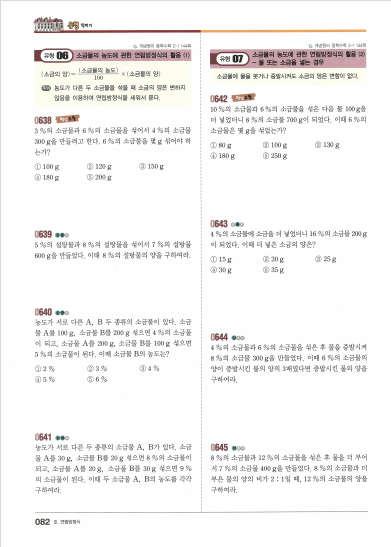 유형 06 소금물의 농도에 관한 연립방정식의 활용 (1)
(소금의 양)=(소금물의 농도)/100×(소금물의 양)
농도가 다른 두 소금물을 섞을 때 소금의 양은 변하지
않음을 이용하여 연립방정식을 세워서 푼다.
0638
3 %의 소금물과 6 %의 소금물을 섞어서 4 %의 소금물
300 g을 만들려고 한다. 6 %의 소금물을 몇 g 섞어야 하
는가?
① 100 g ② 120 g ③ 150 g
④ 180 g ⑤ 200 g
0639
5 %의 설탕물과 8 %의 설탕물을 섞어서 7 %의 설탕물
600 g을 만들었다. 이때 8 %의 설탕물의 양을 구하여라.
0640
농도가 서로 다른 A, B 두 종류의 소금물이 있다. 소금
물 A를 100 g, 소금물 B를 200 g 섞으면 4 %의 소금물
이 되고, 소금물 A를 200 g, 소금물 B를 100 g 섞으면
5 %의 소금물이 된다. 이때 소금물 B의 농도는?
① 2 % ② 3 % ③ 4 %
④ 5 % ⑤ 6 %
0641
농도가 서로 다른 두 종류의 소금물 A, B가 있다. 소금
물 A를 30 g, 소금물 B를 20 g 섞으면 8 %의 소금물이
되고, 소금물 A를 20 g, 소금물 B를 30 g 섞으면 9 %
의 소금물이 된다. 이때 두 소금물 A, B의 농도를 각각
구하여라.
082 Ⅲ. 연립방정식
개념원리 중학수학 2-1 144쪽
유형 07 소금물의 농도에 관한 연립방정식의 활용 (2)
- 물 또는 소금을 넣는 경우
소금물에 물을 붓거나 증발시켜도 소금의 양은 변함이 없다.
0642
10 %의 소금물과 6 %의 소금물을 섞은 다음 물 100 g을
더 넣었더니 8 %의 소금물 700 g이 되었다. 이때 6 %의
소금물은 몇 g을 섞었는가?
① 80 g ② 100 g ③ 130 g
④ 180 g ⑤ 250 g
0643
4 %의 소금물에 소금을 더 넣었더니 16 %의 소금물 200 g
이 되었다. 이때 더 넣은 소금의 양은?
① 15 g ② 20 g ③ 25 g
④ 30 g ⑤ 35 g
0644
4 %의 소금물과 6 %의 소금물을 섞은 후 물을 증발시켜
8 %의 소금물 300 g을 만들었다. 이때 6 %의 소금물의
양이 증발시킨 물의 양의 3배였다면 증발시킨 물의 양을
구하여라.
0645
8 %의 소금물과 12 %의 소금물을 섞은 후 물을 더 부어
서 7 %의 소금물 400 g을 만들었다. 8 %의 소금물과 더
부은 물의 양의 비가 2 : 1일 때, 12 %의 소금물의 양을
구하여라.